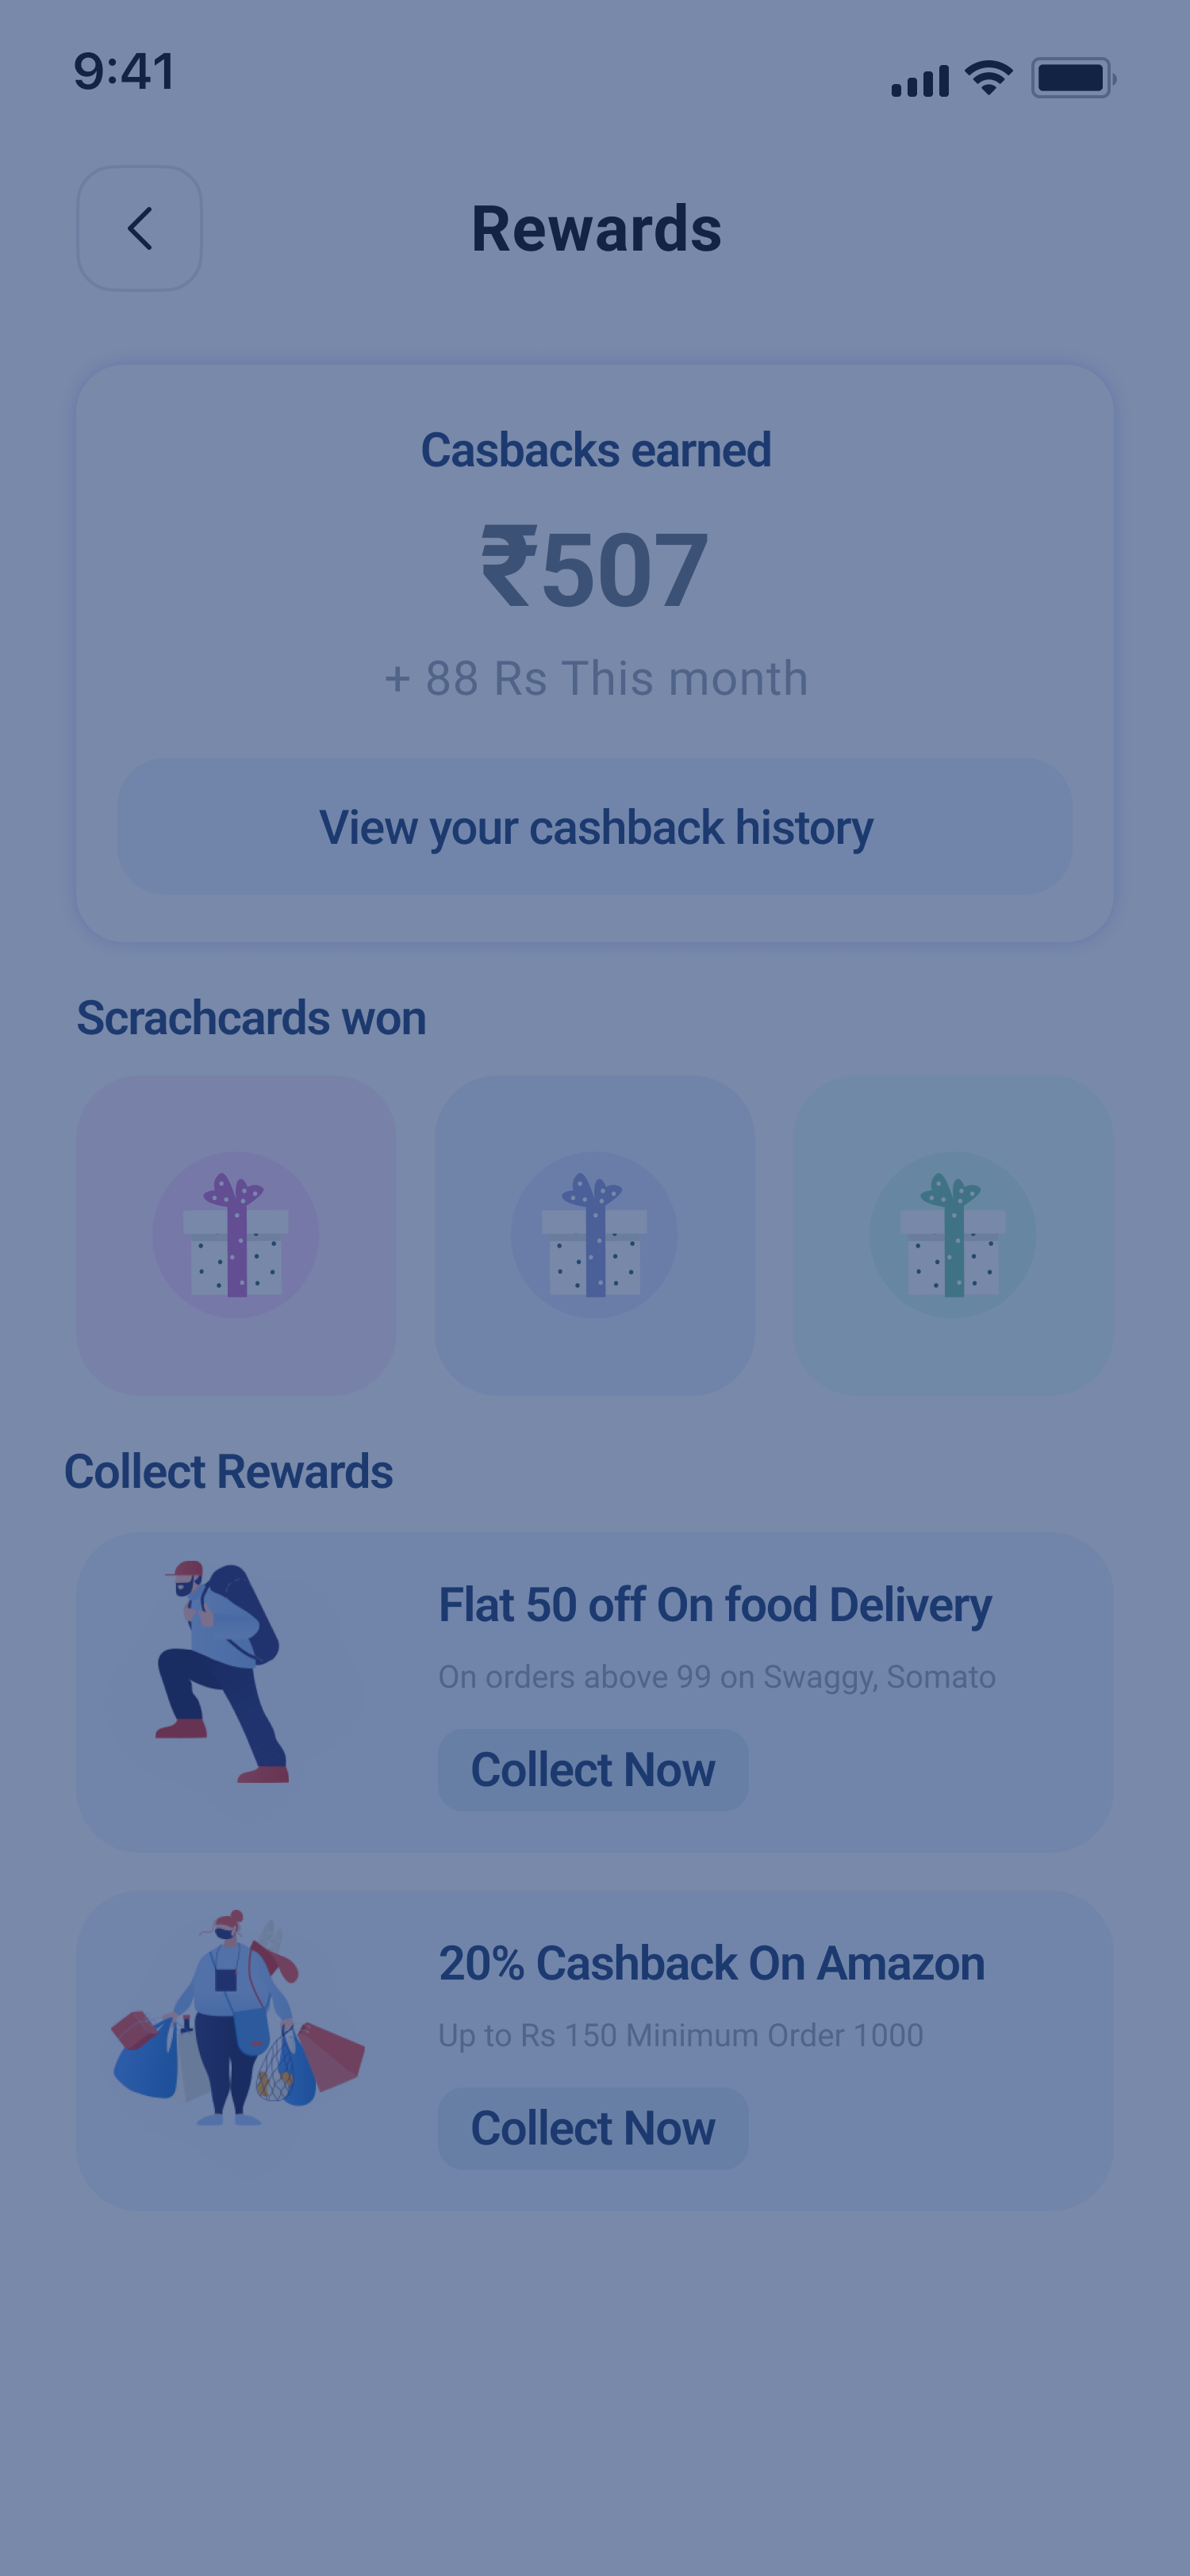 9:41
Rewards
Casbacks earned
₹507
+ 88 Rs This month
View your cashback history
Scrachcards won
Collect Rewards
Flat 50 off On food Delivery
On orders above 99 on Swaggy, Somato
Collect Now
20% Cashback On Amazon
Up to Rs 150 Minimum Order 1000
Collect Now